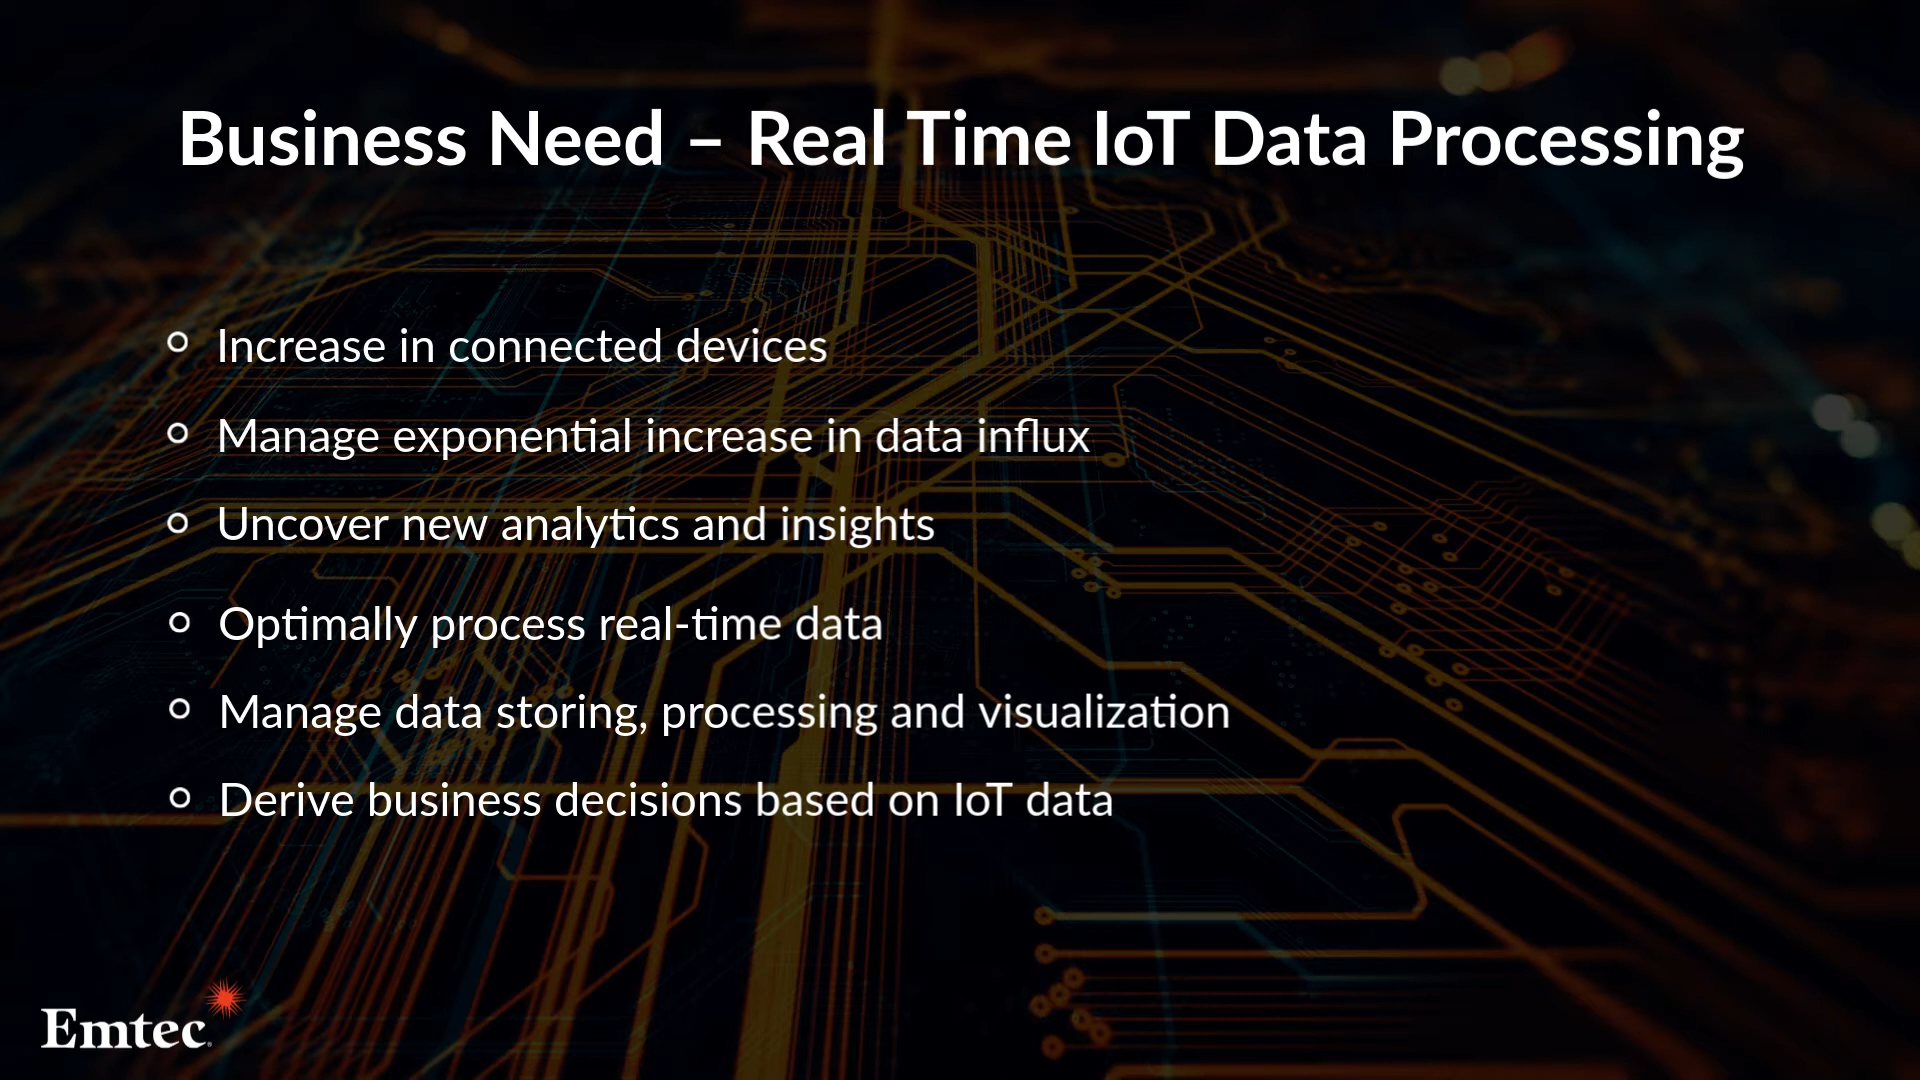 Business Need – Real Time IoT Data Processing
Increase in connected devices
Manage exponential increase in data influx
Uncover new analytics and insights
Optimally process real-time data
Manage data storing, processing and visualization
Derive business decisions based on IoT data
Emtec